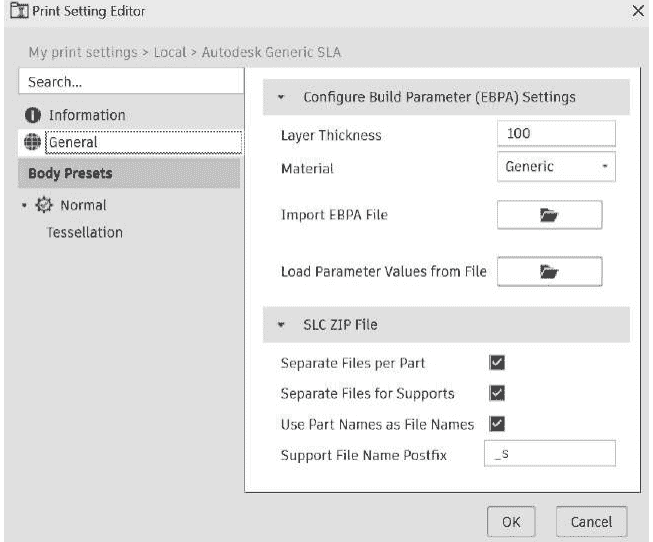 Print Setting Editor
My print settings > Local > Autodesk Generic SLA
Search...
Information
General
Body Presets
Normal
Tessellation
Configure Build Parameter (EBPA) Settings
Layer Thickness 100
Material Generic
Import EBPA File
Load Parameter Values from File
SLC ZIP File
Separate Files per Part
Separate Files for Supports
Use Part Names as File Names
Support File Name Postfix _s
OK Cancel